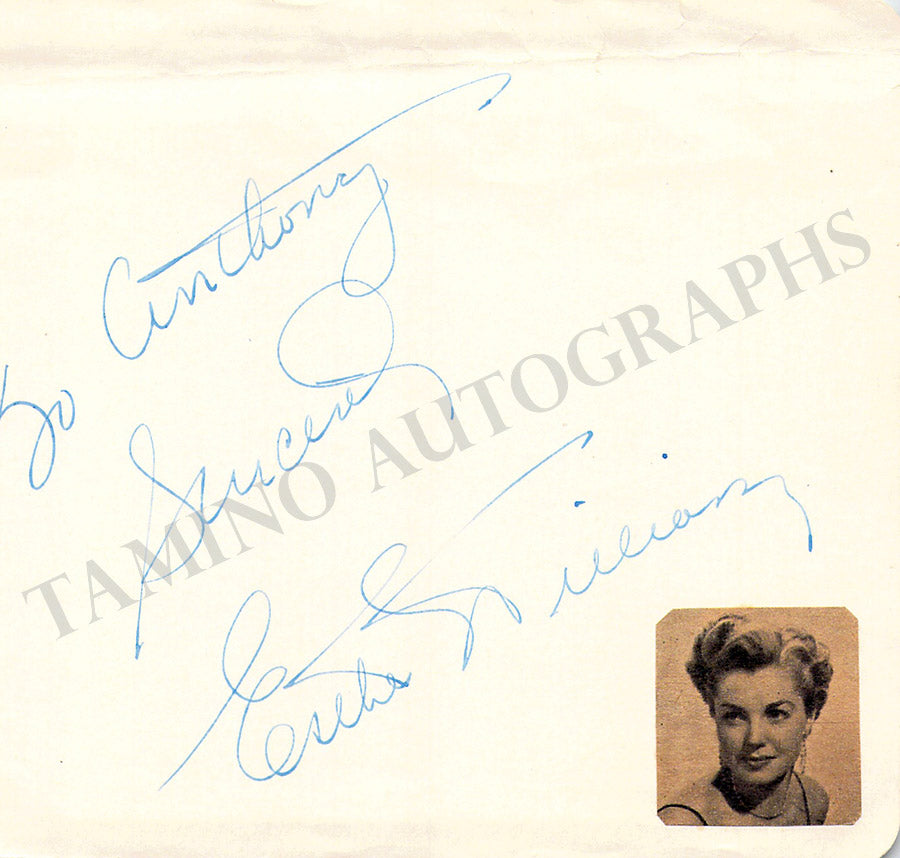 To Anthony
Sincerely
Esther Williams
TAMINO AUTOGRAPHS